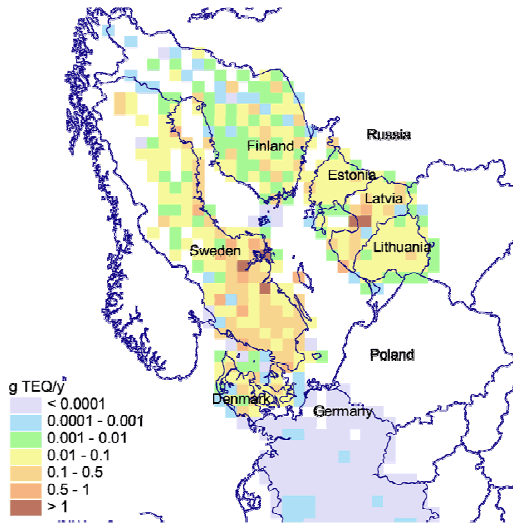 Russia
Finland
Estonia
Latvia
Lithuania
Sweden
Poland
Denmark
Germany
g TEQ/y
< 0.0001
0.0001 - 0.001
0.001 - 0.01
0.01 - 0.1
0.1 - 0.5
0.5 - 1
> 1